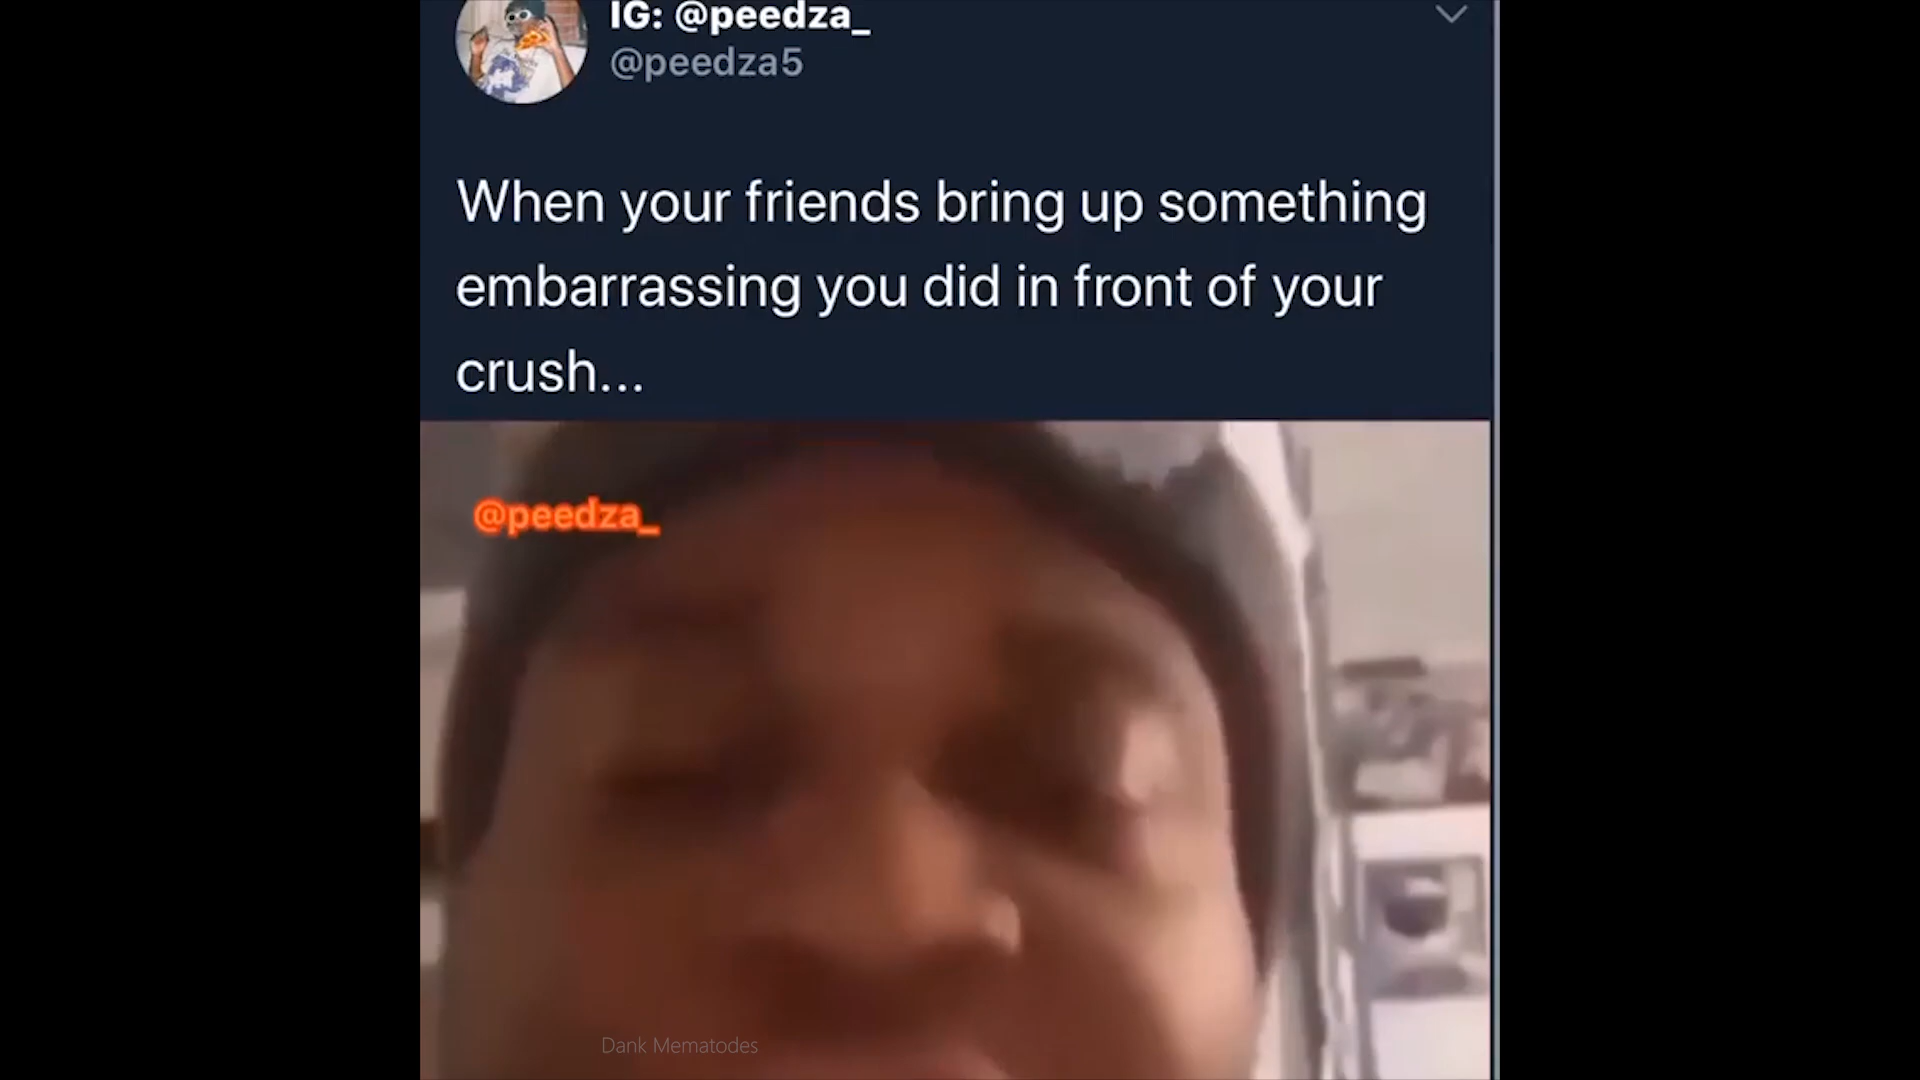 IG: @peedza_
@peedza5
When your friends bring up something
embarrassing you did in front of your
crush...
@peedza_
Dank Mematodes